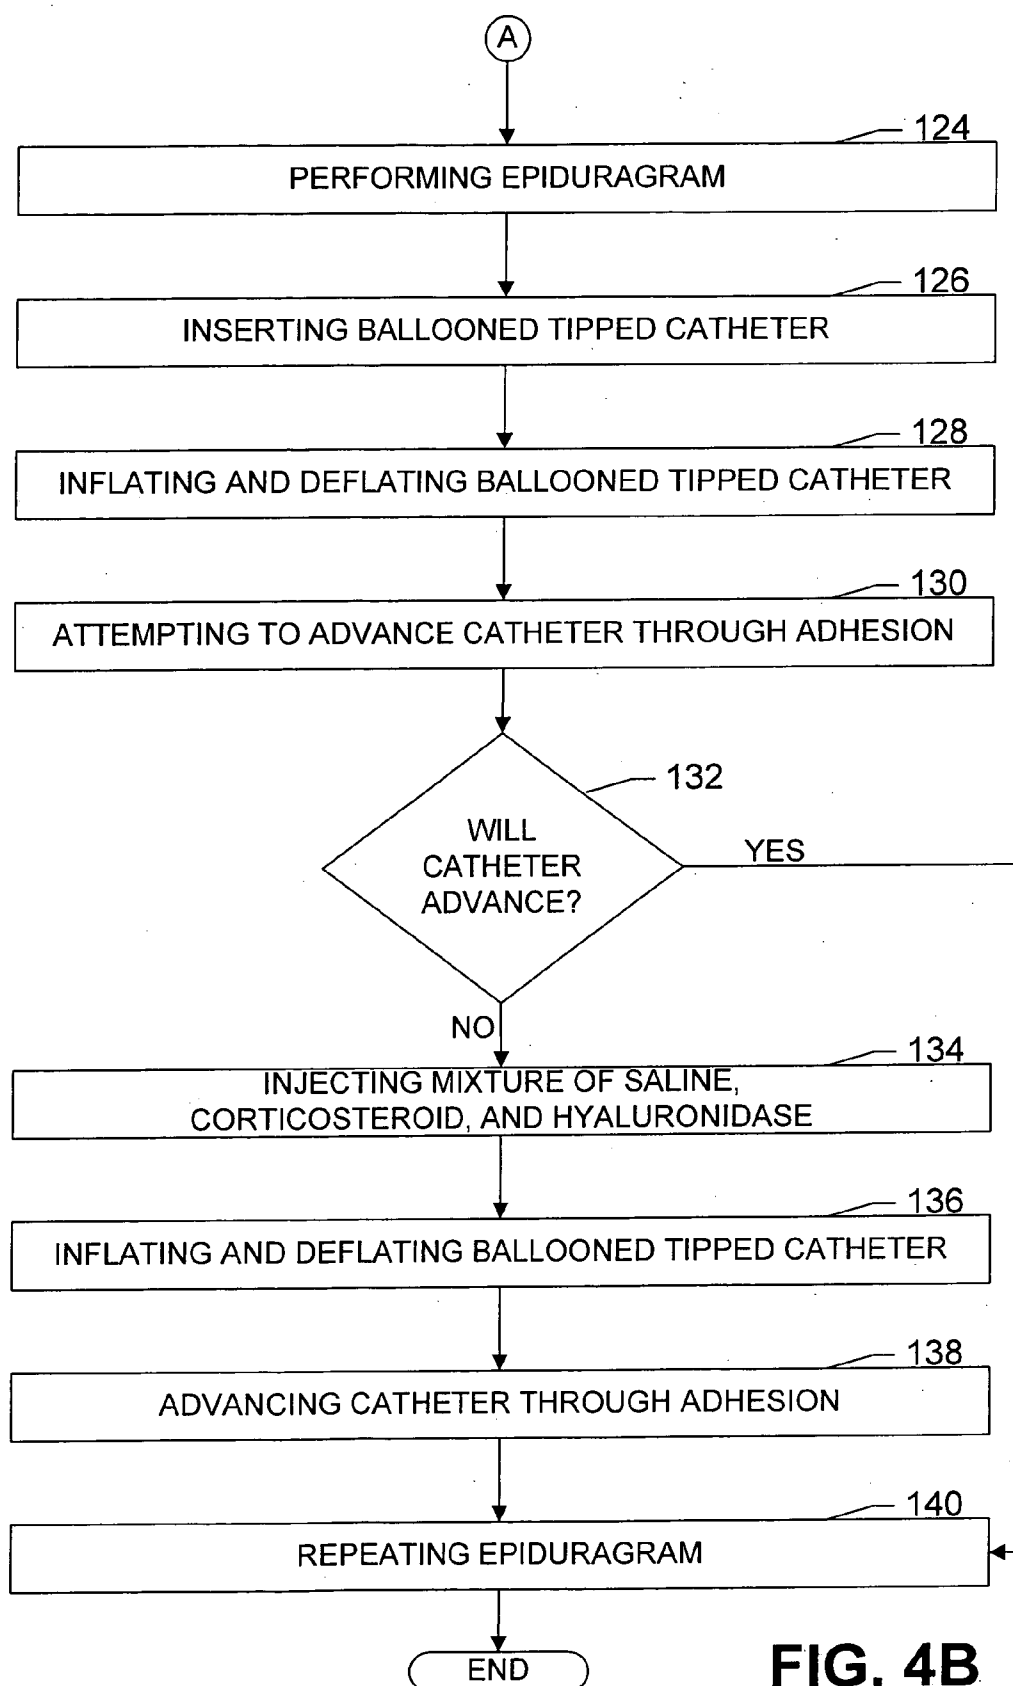 A
124
PERFORMING EPIDURAGRAM
126
INSERTING BALLOONED TIPPED CATHETER
128
INFLATING AND DEFLATING BALLOONED TIPPED CATHETER
130
ATTEMPTING TO ADVANCE CATHETER THROUGH ADHESION
132
WILL
CATHETER
ADVANCE?
YES
NO
134
INJECTING MIXTURE OF SALINE,
CORTICOSTEROID, AND HYALURONIDASE
136
INFLATING AND DEFLATING BALLOONED TIPPED CATHETER
138
ADVANCING CATHETER THROUGH ADHESION
140
REPEATING EPIDURAGRAM
END
FIG. 4B